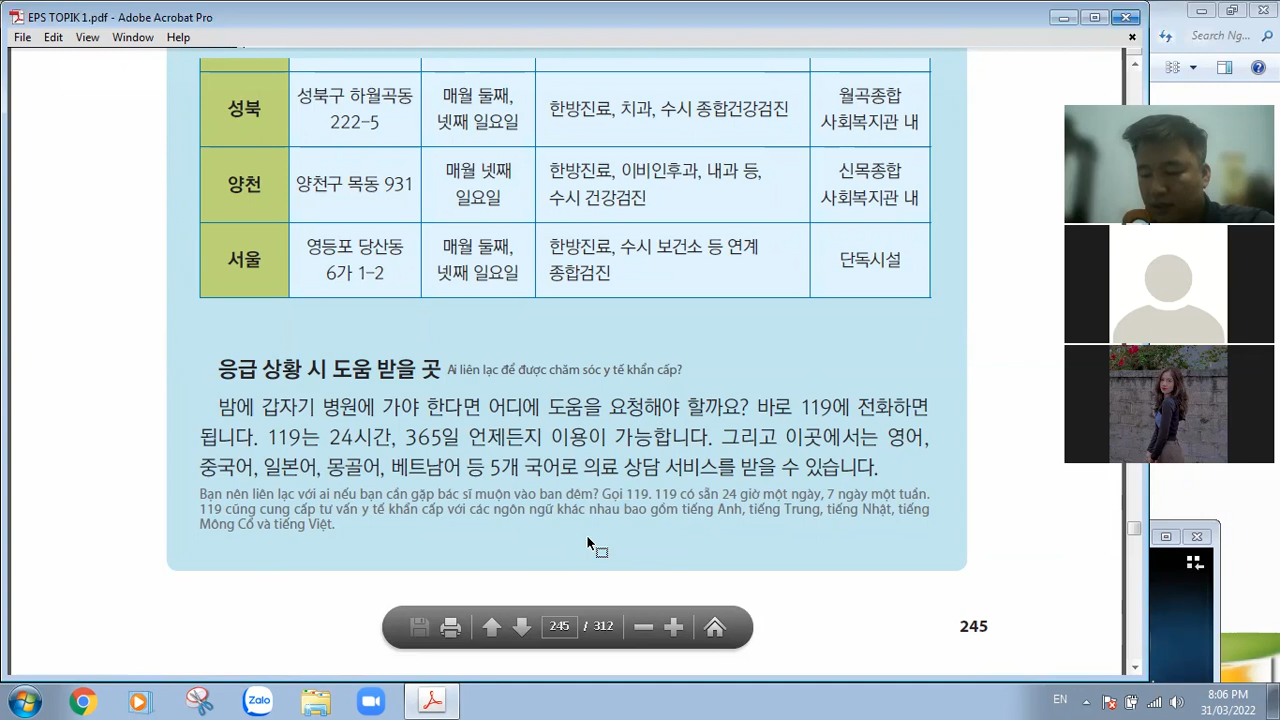 EPS TOPIK 1.pdf - Adobe Acrobat Pro
File Edit View Window Help
Search Ng...
성북
성북구 하월곡동
222-5
매월 둘째,
넷째 일요일
한방진료, 치과, 수시 종합건강검진
월곡종합
사회복지관 내
양천
양천구 목동 931
매월 넷째
일요일
한방진료, 이비인후과, 내과 등,
수시 건강검진
신목종합
사회복지관 내
서울
영등포 당산동
6가 1-2
매월 둘째,
넷째 일요일
한방진료, 수시 보건소 등 연계
종합검진
단독시설
응급 상황 시 도움 받을 곳 Ai liên lạc để được chăm sóc y tế khẩn cấp?
밤에 갑자기 병원에 가야 한다면 어디에 도움을 요청해야 할까요? 바로 119에 전화하면
됩니다. 119는 24시간, 365일 언제든지 이용이 가능합니다. 그리고 이곳에서는 영어,
중국어, 일본어, 몽골어, 베트남어 등 5개 국어로 의료 상담 서비스를 받을 수 있습니다.
Bạn nên liên lạc với ai nếu bạn cần gặp bác sĩ muộn vào ban đêm? Gọi 119. 119 có sẵn 24 giờ một ngày, 7 ngày một tuần.
119 cũng cung cấp tư vấn y tế khẩn cấp với các ngôn ngữ khác nhau bao gồm tiếng Anh, tiếng Trung, tiếng Nhật, tiếng
Mông Cổ và tiếng Việt.
245 / 312
245
Zalo
EN
8:06 PM
31/03/2022